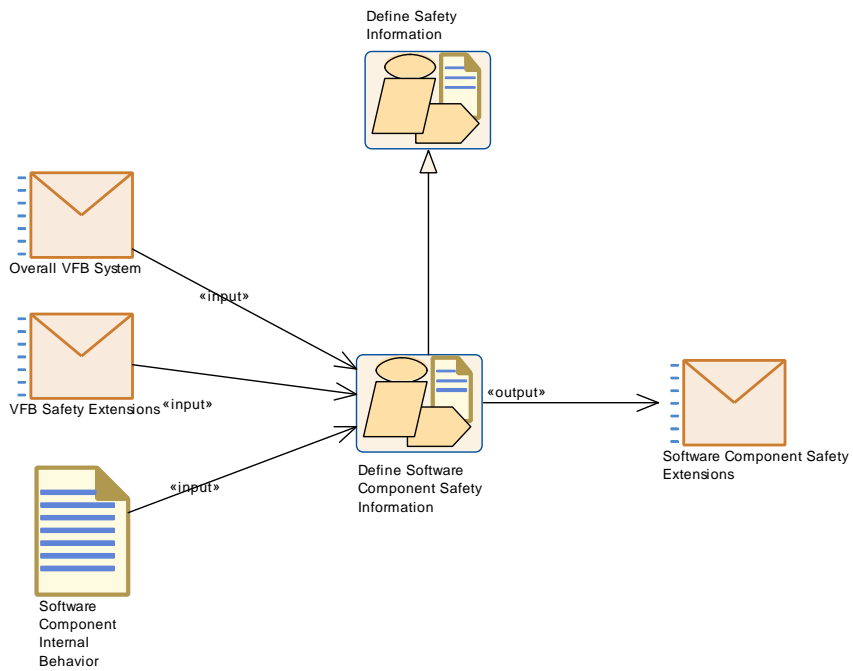 Define Safety
Information
Overall VFB System
«input»
VFB Safety Extensions
«input»
«output»
Software Component Safety
Extensions
Define Software
Component Safety
Information
«input»
Software
Component
Internal
Behavior